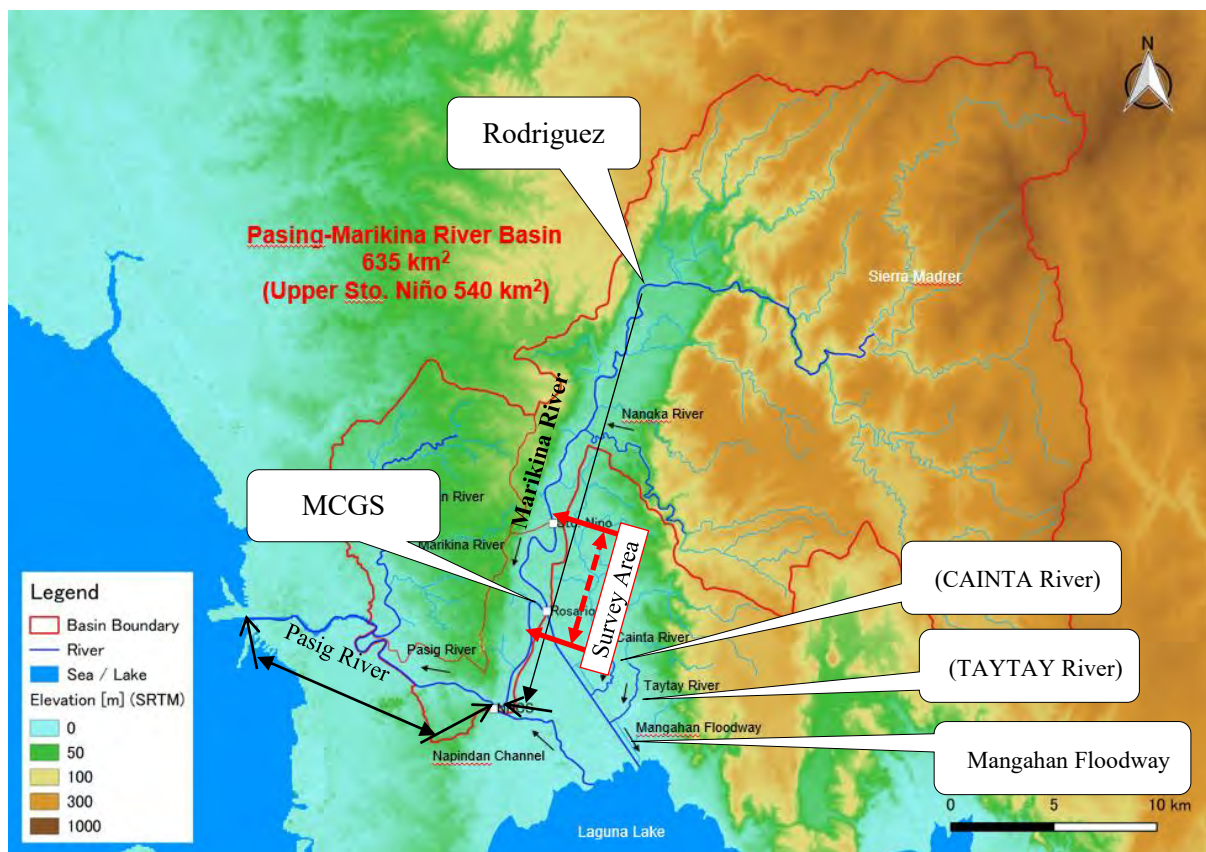 N
Rodriguez
Pasing-Marikina River Basin
635 km²
(Upper Sto. Niño 540 km²)
Sierra Madrer
Marikina River
Nangka River
MCGS
River
Sto. Nino
Marikina River
Survey Area
(CAINTA River)
Rosario
Cainta River
Pasig River
Pasig River
(TAYTAY River)
Taytay River
Mangahan Floodway
Napindan Channel
Mangahan Floodway
Laguna Lake
0 5 10 km
Legend
Basin Boundary
River
Sea / Lake
Elevation [m] (SRTM)
0
50
100
300
1000